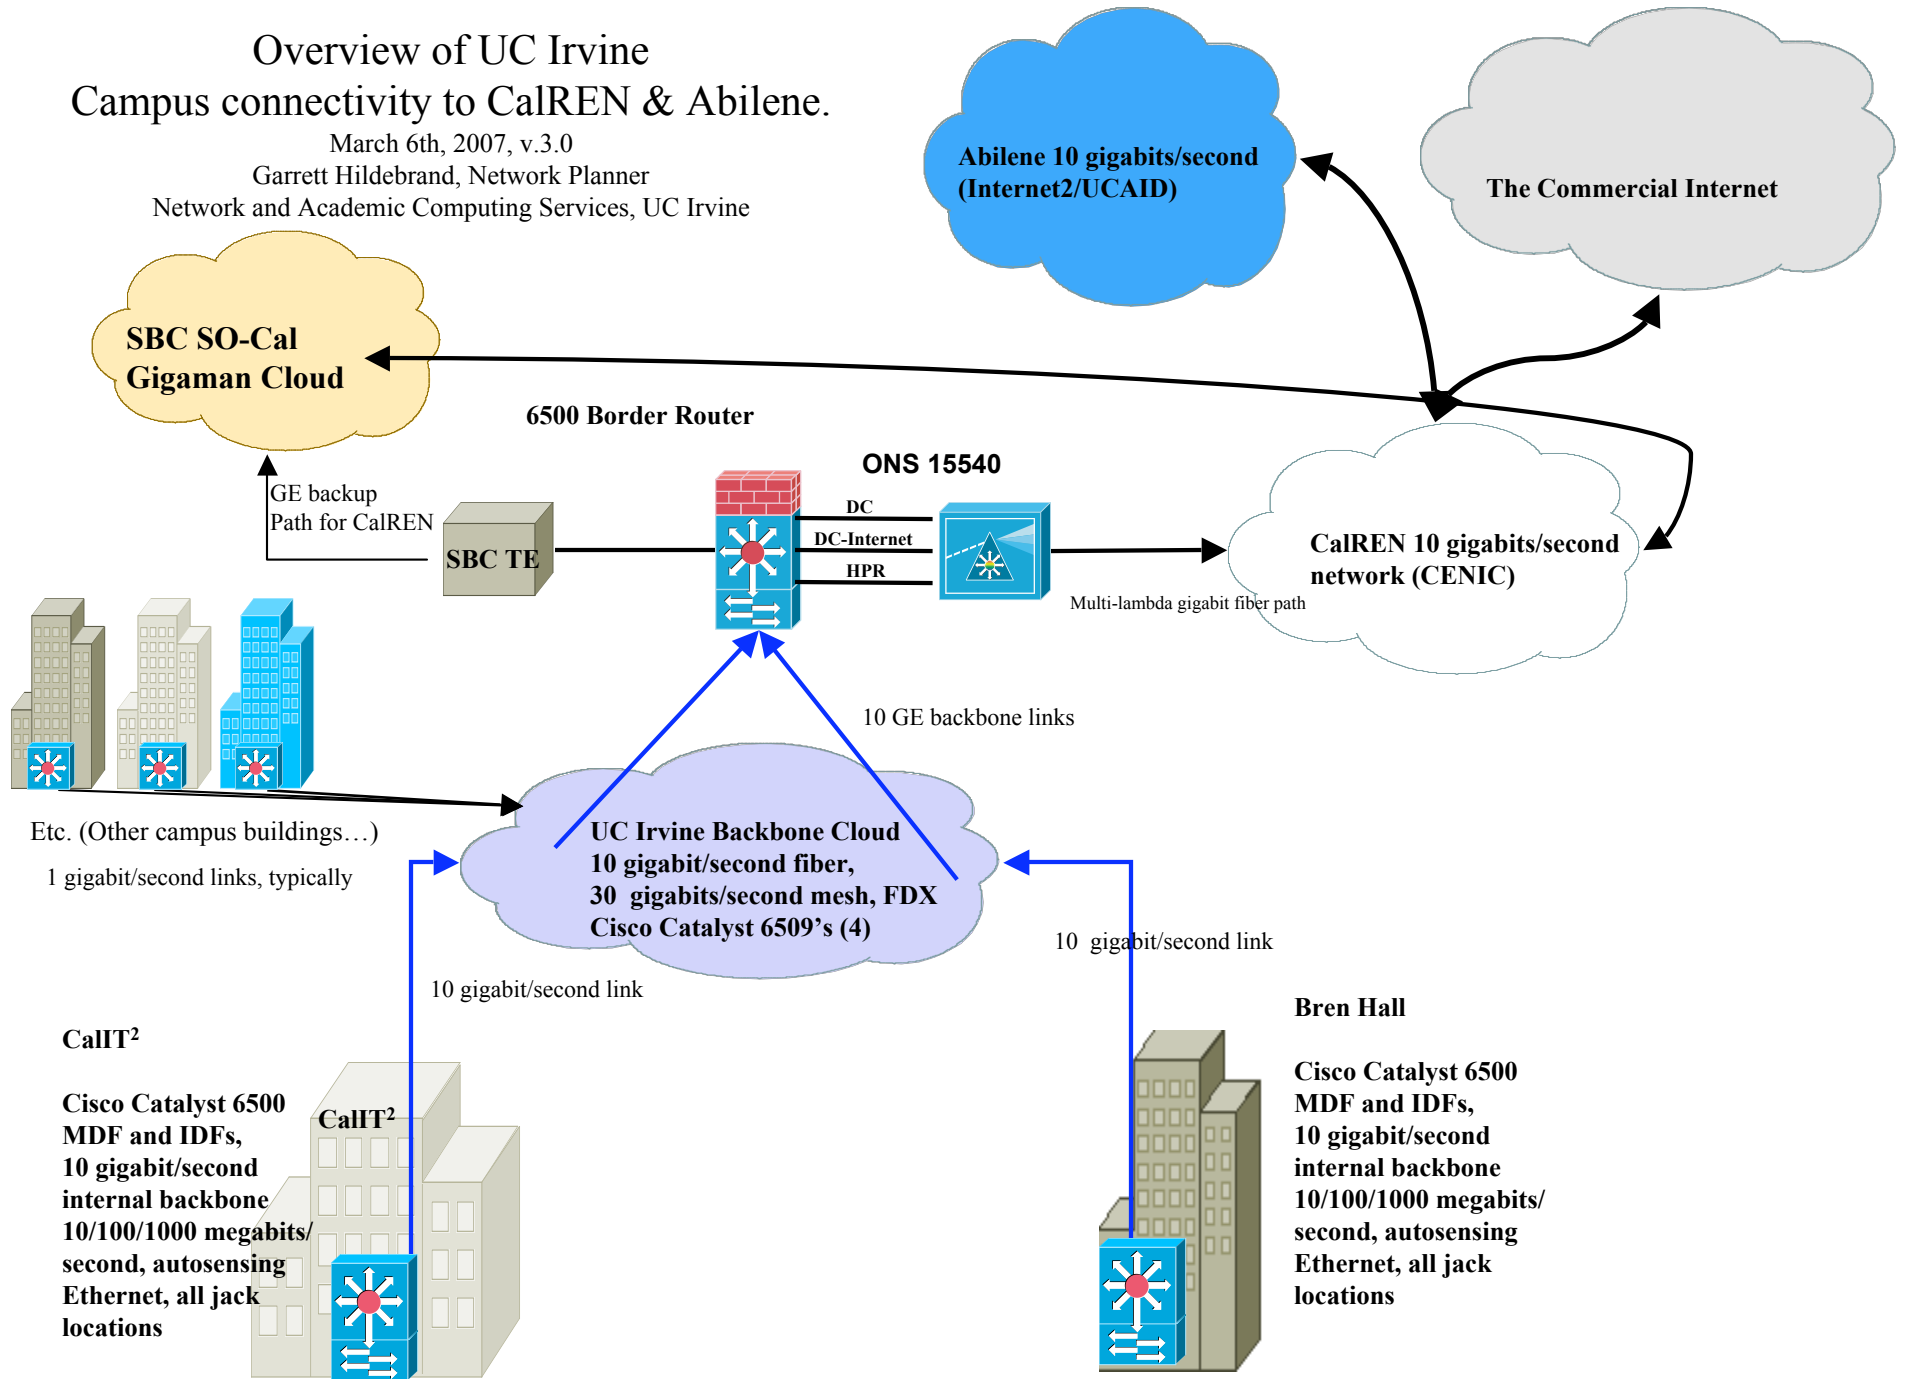 Overview of UC Irvine
Campus connectivity to CalREN & Abilene.
March 6th, 2007, v.3.0
Garrett Hildebrand, Network Planner
Network and Academic Computing Services, UC Irvine
Abilene 10 gigabits/second
(Internet2/UCAID)
The Commercial Internet
SBC SO-Cal
Gigaman Cloud
6500 Border Router
ONS 15540
GE backup
Path for CalREN
SBC TE
DC
DC-Internet
HPR
CalREN 10 gigabits/second
network (CENIC)
Multi-lambda gigabit fiber path
10 GE backbone links
Etc. (Other campus buildings…)
1 gigabit/second links, typically
UC Irvine Backbone Cloud
10 gigabit/second fiber,
30  gigabits/second mesh, FDX
Cisco Catalyst 6509’s (4)
10 gigabit/second link
10  gigabit/second link
CalIT²
Cisco Catalyst 6500
MDF and IDFs,
10 gigabit/second
internal backbone
10/100/1000 megabits/
second, autosensing
Ethernet, all jack
locations
CalIT²
Bren Hall
Cisco Catalyst 6500
MDF and IDFs,
10 gigabit/second
internal backbone
10/100/1000 megabits/
second, autosensing
Ethernet, all jack
locations